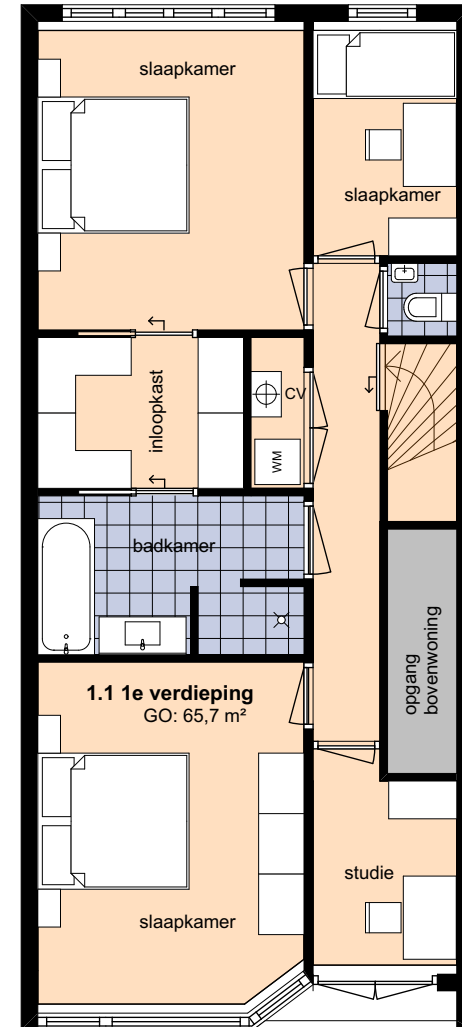 slaapkamer
slaapkamer
inloopkast
CV
WM
badkamer
opgang
bovenwoning
1.1 1e verdieping
GO: 65,7 m²
studie
slaapkamer